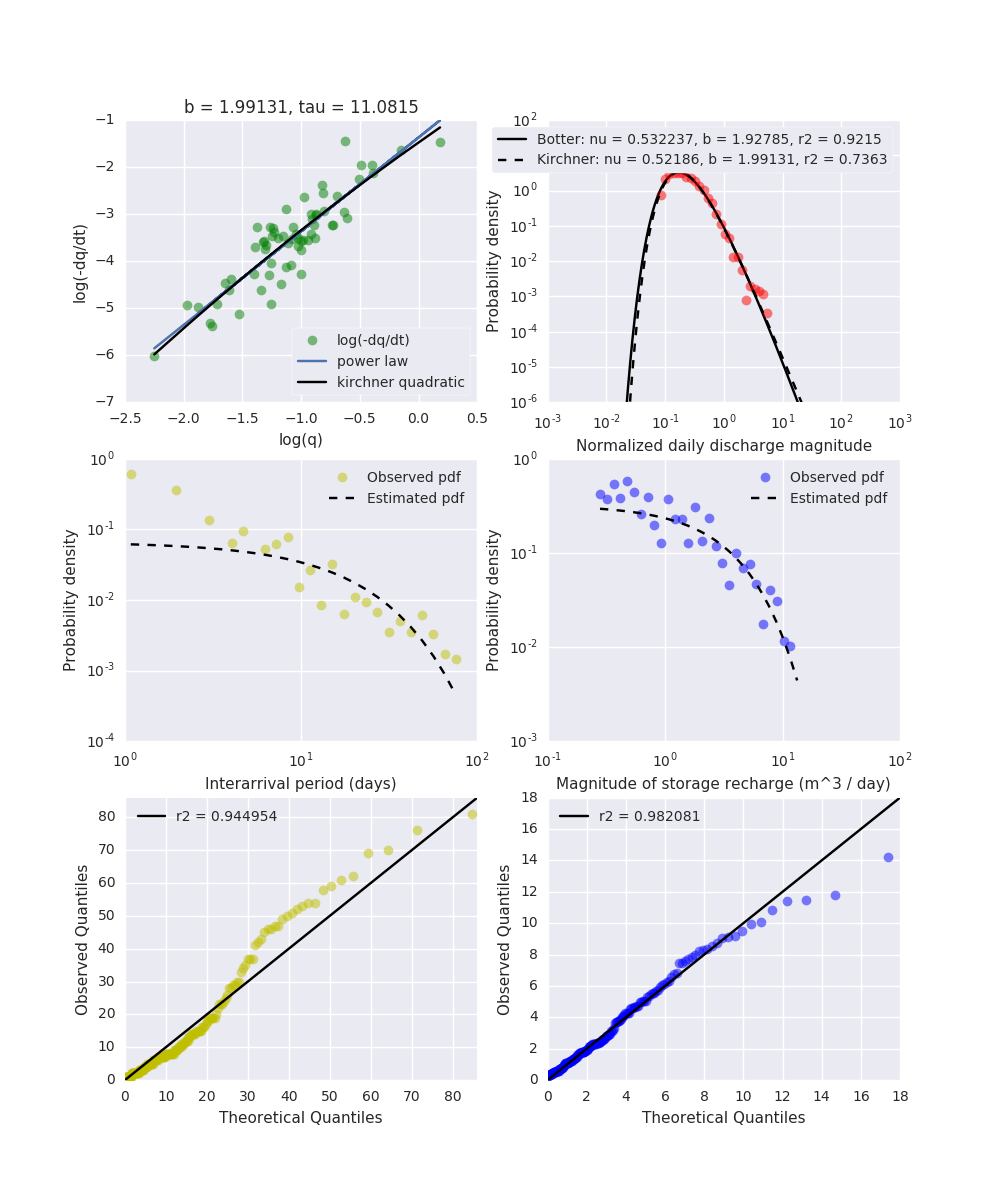 b = 1.99131, tau = 11.0815
−1
−2
−3
−4
−5
−6
−7
log(-dq/dt)
log(-dq/dt)
power law
kirchner quadratic
−2.5 −2.0 −1.5 −1.0 −0.5 0.0 0.5
log(q)
10^2
Botter: nu = 0.532237, b = 1.92785, r2 = 0.9215
Kirchner: nu = 0.52186, b = 1.99131, r2 = 0.7363
10^0
10^-1
10^-2
10^-3
10^-4
10^-5
10^-6
Probability density
10^-3 10^-2 10^-1 10^0 10^1 10^2 10^3
Normalized daily discharge magnitude
10^0
10^-1
10^-2
10^-3
10^-4
Probability density
Observed pdf
Estimated pdf
10^0 10^1 10^2
Interarrival period (days)
10^0
10^-1
10^-2
10^-3
Probability density
Observed pdf
Estimated pdf
10^-1 10^0 10^1 10^2
Magnitude of storage recharge (m^3 / day)
80
70
60
50
40
30
20
10
0
Observed Quantiles
r2 = 0.944954
0 10 20 30 40 50 60 70 80
Theoretical Quantiles
18
16
14
12
10
8
6
4
2
0
Observed Quantiles
r2 = 0.982081
0 2 4 6 8 10 12 14 16 18
Theoretical Quantiles